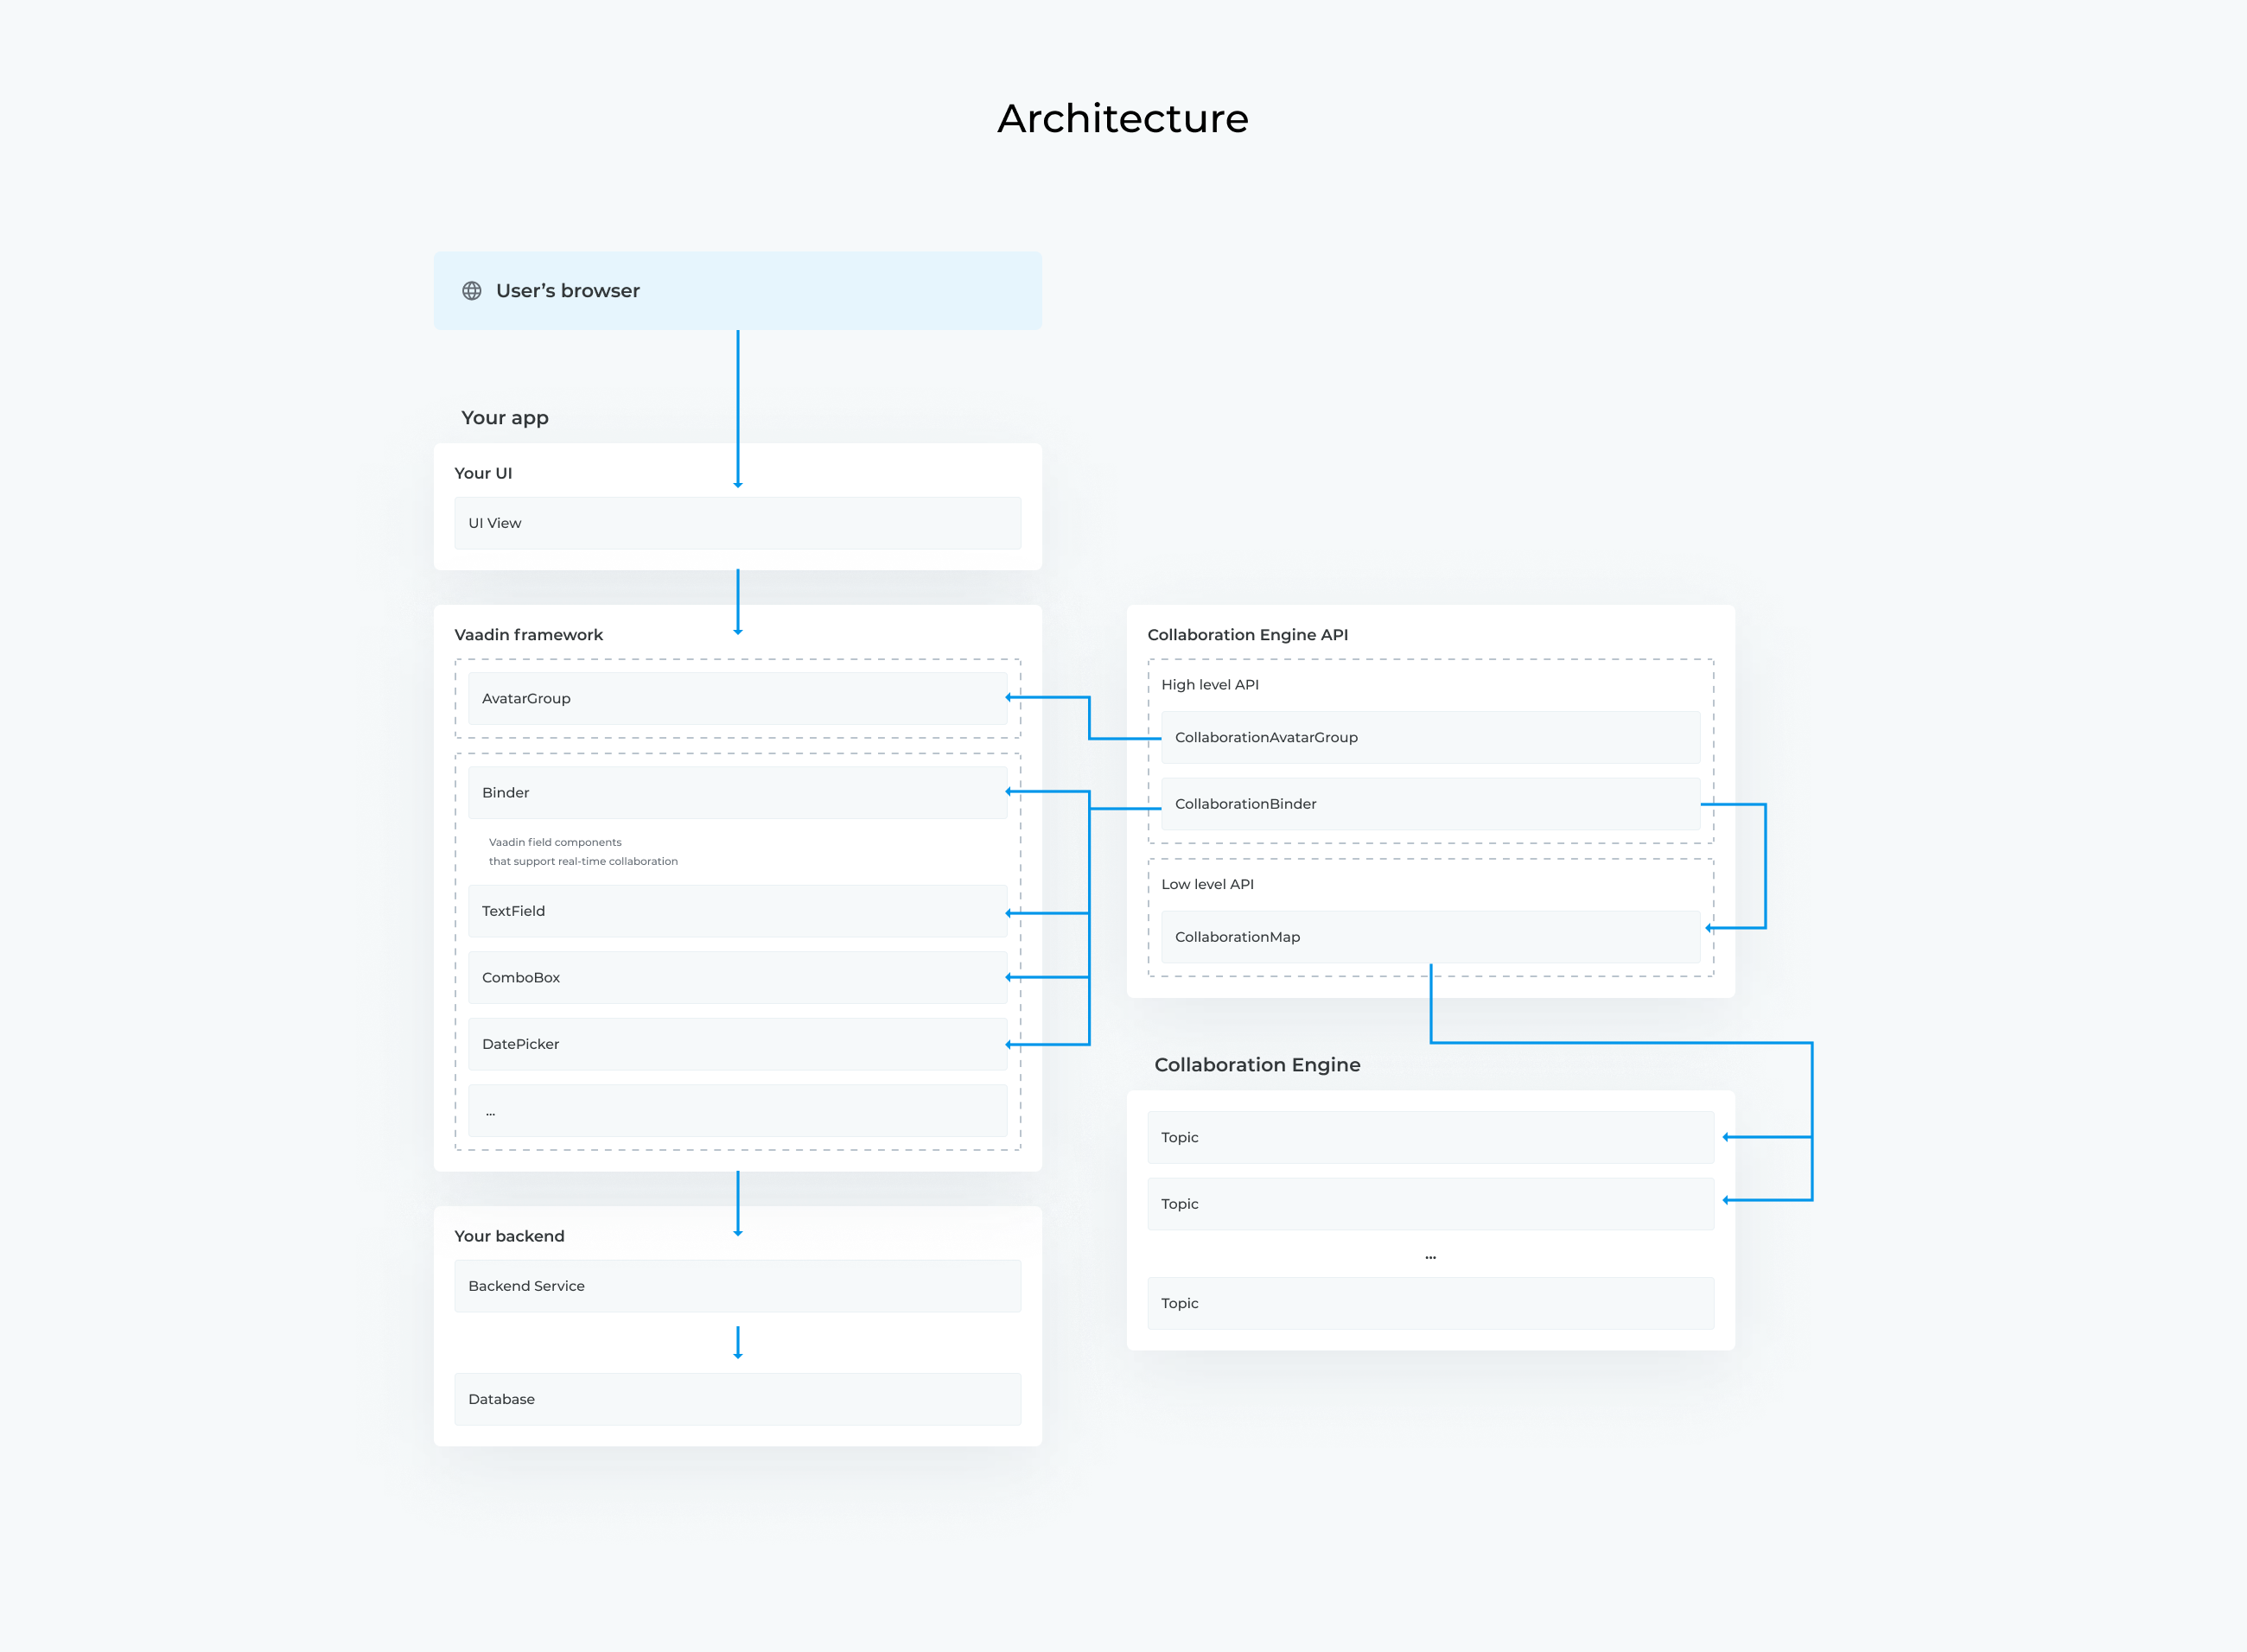 Architecture
User’s browser
Your app
Your UI
UI View
Vaadin framework
AvatarGroup
Binder
Vaadin field components
that support real-time collaboration
TextField
ComboBox
DatePicker
...
Your backend
Backend Service
Database
Collaboration Engine API
High level API
CollaborationAvatarGroup
CollaborationBinder
Low level API
CollaborationMap
Collaboration Engine
Topic
Topic
...
Topic